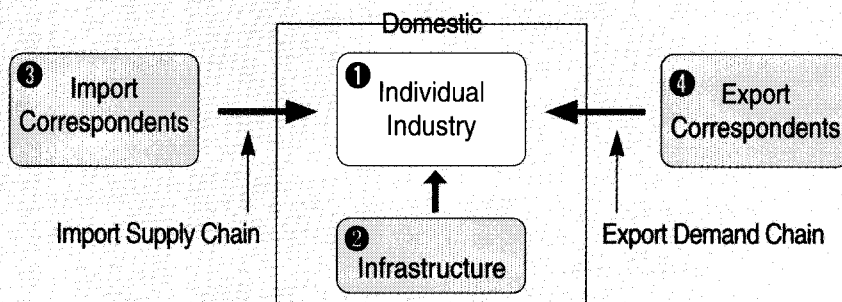 Domestic
❸ Import
Correspondents
❶ Individual
Industry
❹ Export
Correspondents
Import Supply Chain
❷
Infrastructure
Export Demand Chain